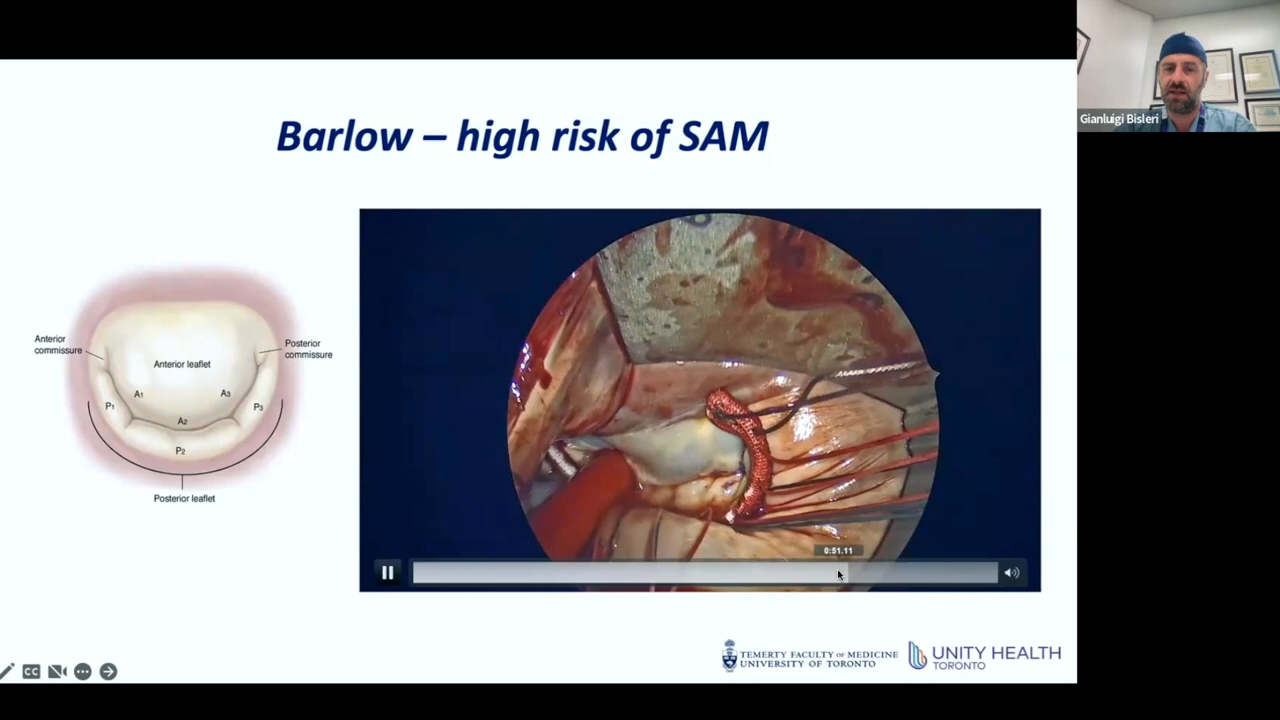 Gianluigi Bisleri
Barlow – high risk of SAM
Anterior
commissure
Posterior
commissure
Anterior leaflet
A1
A3
P1
P3
A2
P2
Posterior leaflet
0:51.11
CC
TEMERTY FACULTY OF MEDICINE
UNIVERSITY OF TORONTO
UNITY HEALTH
TORONTO